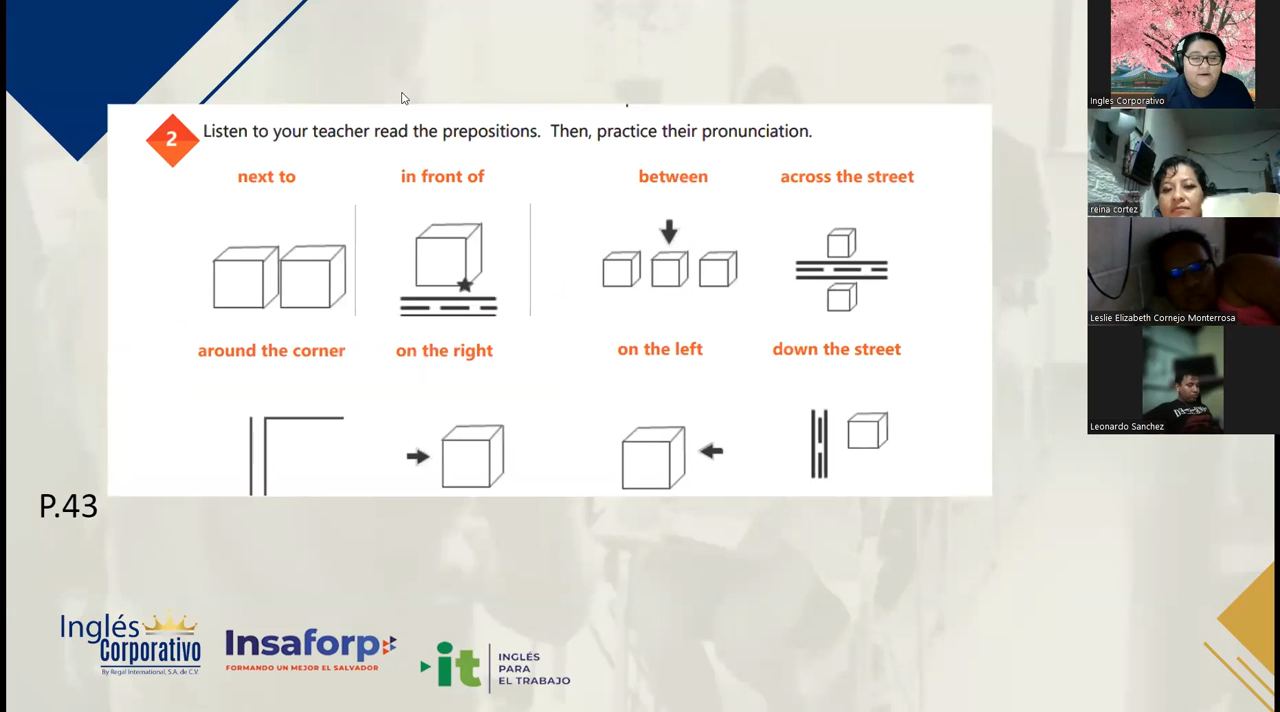 2 Listen to your teacher read the prepositions. Then, practice their pronunciation.
next to in front of between across the street
around the corner on the right on the left down the street
P.43
Inglés
Corporativo
By Regal International, S.A. de C.V.
Insaforp
FORMANDO UN MEJOR EL SALVADOR
it
INGLÉS
PARA
EL TRABAJO
Ingles Corporativo
reina cortez
Leslie Elizabeth Cornejo Monterrosa
Leonardo Sanchez